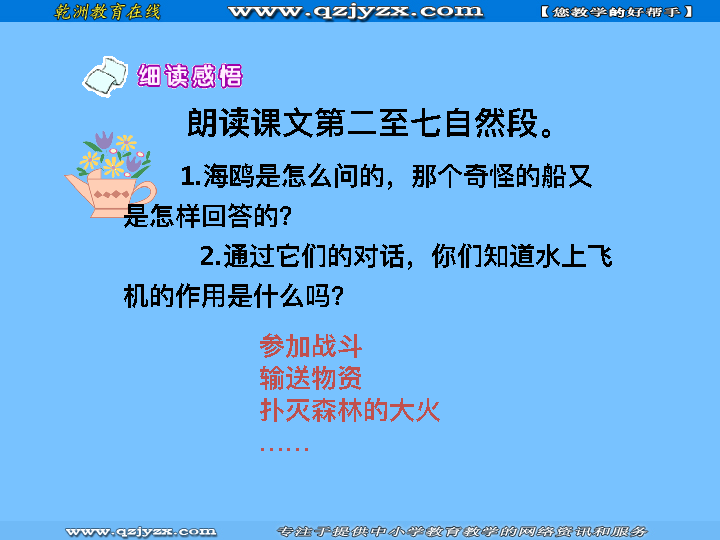 乾洲教育在线 www.qzjyzx.com 【您教学的好帮手】
细读感悟
朗读课文第二至七自然段。
1.海鸥是怎么问的，那个奇怪的船又
是怎样回答的？
2.通过它们的对话，你们知道水上飞
机的作用是什么吗？
参加战斗
输送物资
扑灭森林的大火
……
www.qzjyzx.com 专注于提供中小学教育教学的网络资讯和服务